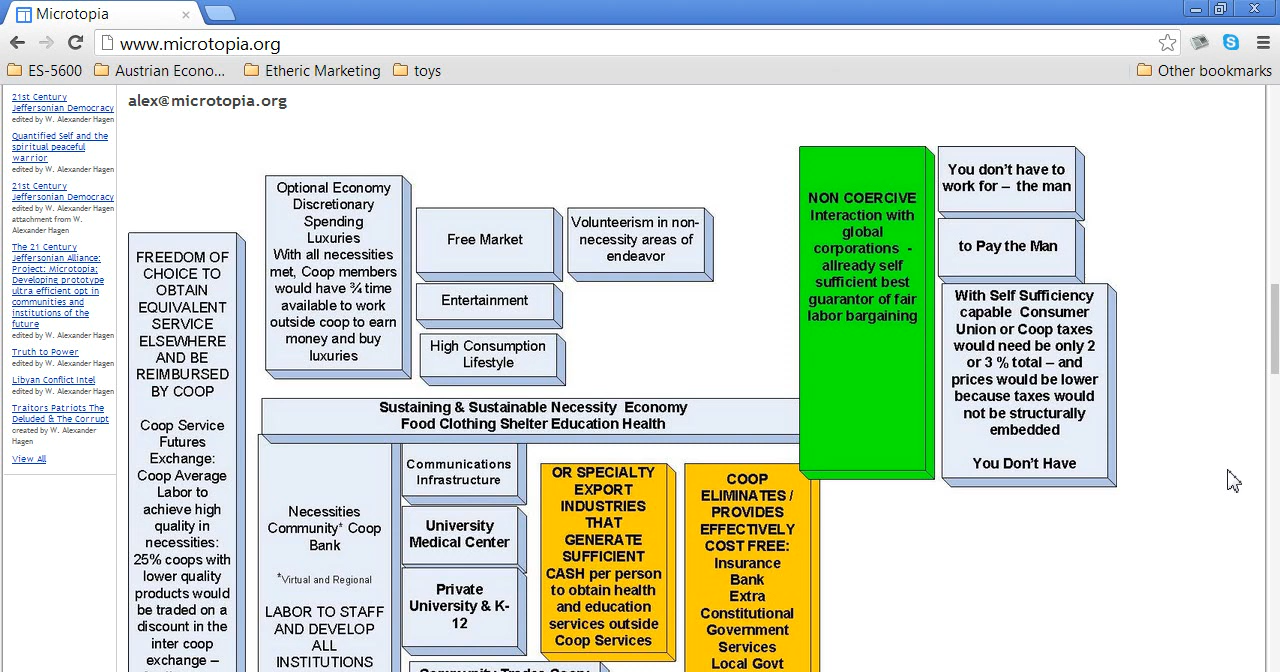 Microtopia
www.microtopia.org
ES-5600
Austrian Econo...
Etheric Marketing
toys
Other bookmarks
21st Century
Jeffersonian Democracy
edited by W. Alexander Hagen
Quantified Self and the
spiritual peaceful
warrior
edited by W. Alexander Hagen
21st Century
Jeffersonian Democracy
edited by W. Alexander Hagen
attachment from W.
Alexander Hagen
The 21 Century
Jeffersonian Alliance:
Project: Microtopia:
Developing prototype
ultra efficient opt in
communities and
institutions of the
future
edited by W. Alexander Hagen
Truth to Power
edited by W. Alexander Hagen
Libyan Conflict Intel
edited by W. Alexander Hagen
Traitors Patriots The
Deluded & The Corrupt
created by W. Alexander
Hagen
View All
alex@microtopia.org
FREEDOM OF
CHOICE TO
OBTAIN
EQUIVALENT
SERVICE
ELSEWHERE
AND BE
REIMBURSED
BY COOP
Coop Service
Futures
Exchange:
Coop Average
Labor to
achieve high
quality in
necessities:
25% coops with
lower quality
products would
be traded on a
discount in the
inter coop
exchange –
Optional Economy
Discretionary
Spending
Luxuries
With all necessities
met, Coop members
would have ¾ time
available to work
outside coop to earn
money and buy
luxuries
Free Market
Entertainment
High Consumption
Lifestyle
Volunteerism in non-
necessity areas of
endeavor
Sustaining & Sustainable Necessity Economy
Food Clothing Shelter Education Health
Necessities
Community* Coop
Bank
*Virtual and Regional
LABOR TO STAFF
AND DEVELOP
ALL
INSTITUTIONS
Communications
Infrastructure
University
Medical Center
Private
University & K-
12
Community Trades Coop:
OR SPECIALTY
EXPORT
INDUSTRIES
THAT
GENERATE
SUFFICIENT
CASH per person
to obtain health
and education
services outside
Coop Services
COOP
ELIMINATES /
PROVIDES
EFFECTIVELY
COST FREE:
Insurance
Bank
Extra
Constitutional
Government
Services
Local Govt
NON COERCIVE
Interaction with
global
corporations -
allready self
sufficient best
guarantor of fair
labor bargaining
You don't have to
work for – the man
to Pay the Man
With Self Sufficiency
capable Consumer
Union or Coop taxes
would need be only 2
or 3 % total – and
prices would be lower
because taxes would
not be structurally
embedded
You Don't Have